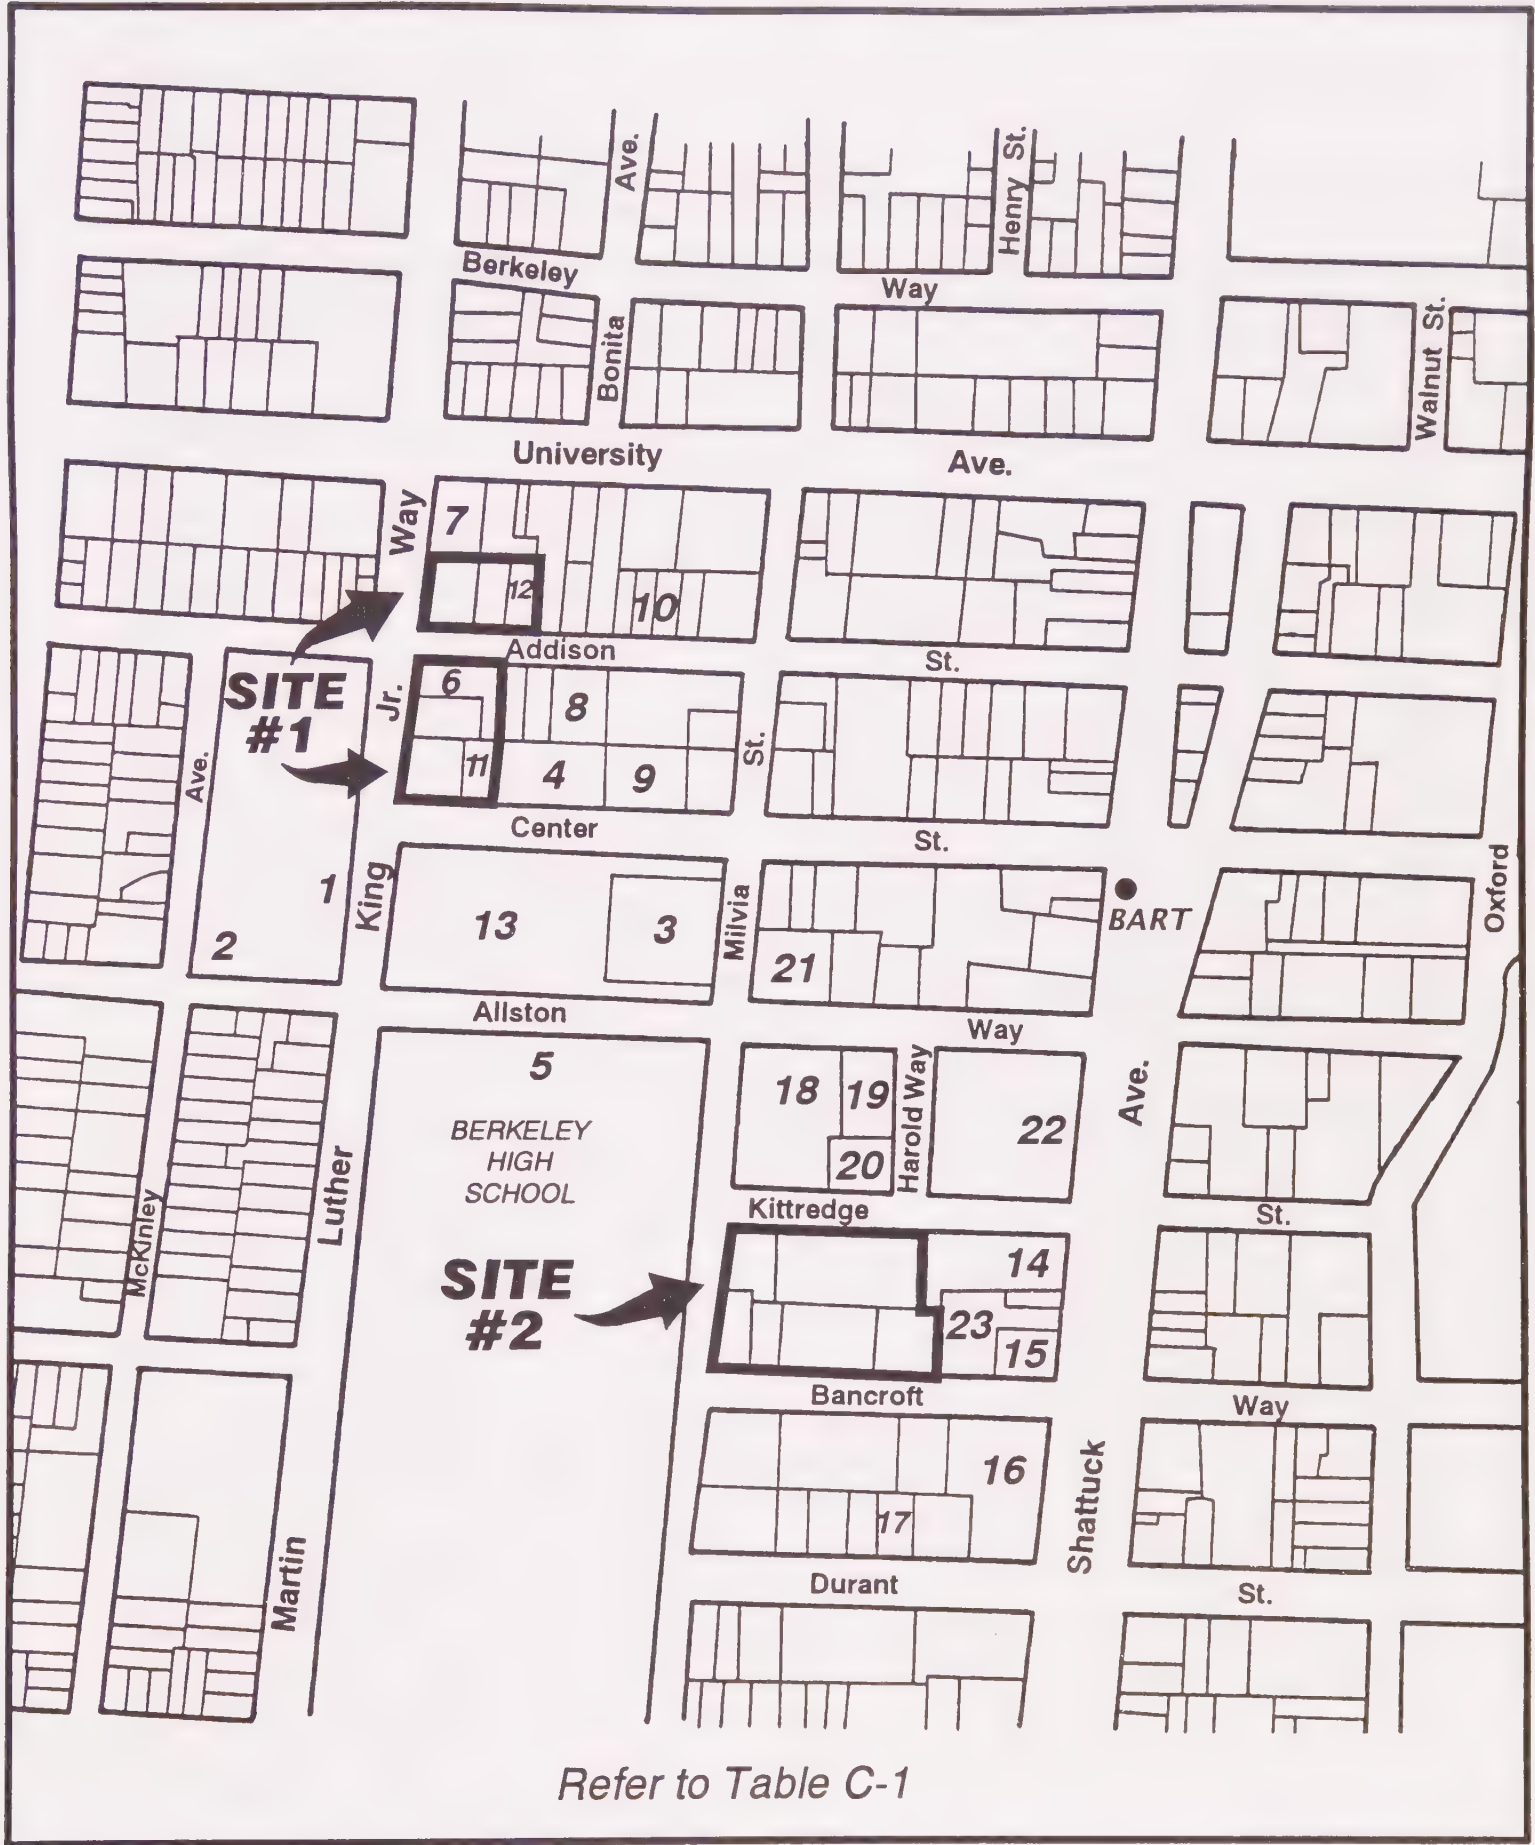 Ave.
Henry St.
Berkeley
Way
Bonita
Walnut St.
University
Ave.
Way
7
12
10
Addison
St.
SITE
#1
Jr.
6
8
11
4
9
St.
Ave.
Center
St.
1
2
King
13
3
Milvia
21
BART
Oxford
Allston
Way
5
BERKELEY
HIGH
SCHOOL
18
19
20
Harold Way
22
Ave.
Luther
McKinley
Kittredge
St.
SITE
#2
14
23
15
Bancroft
Way
16
17
Shattuck
Martin
Durant
St.
Refer to Table C-1